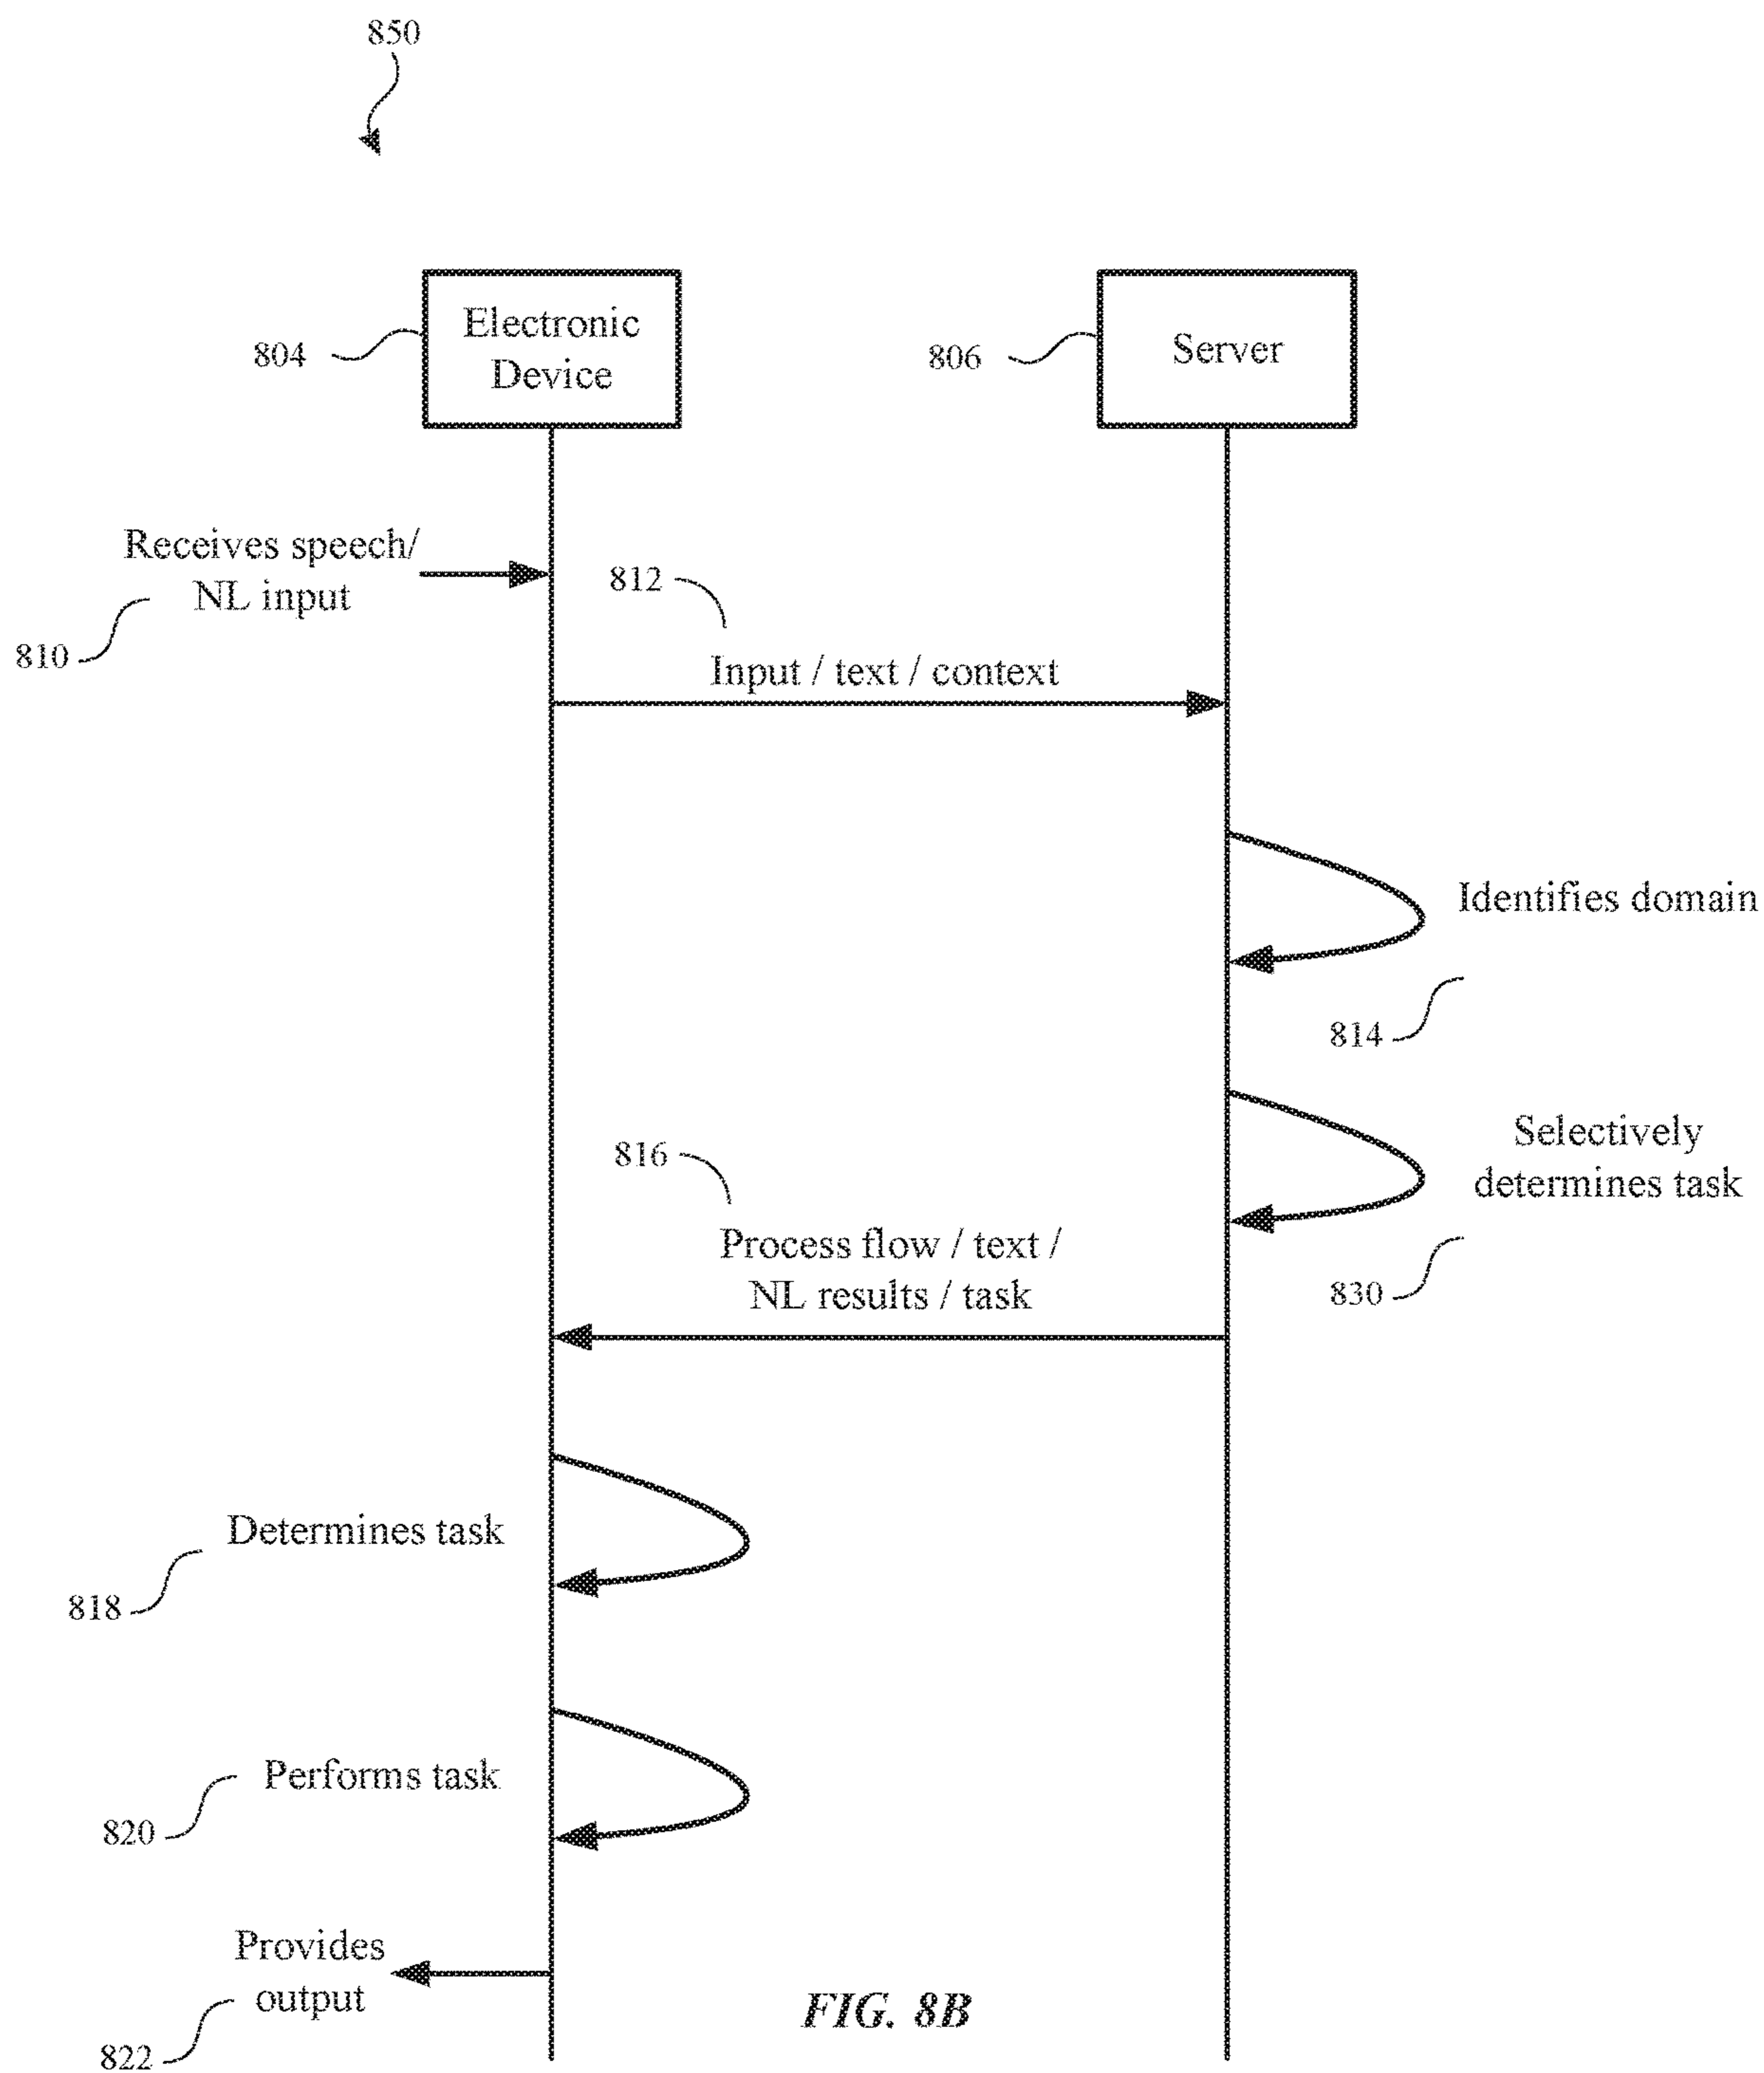 850
Electronic
Device
804
Server
806
Receives speech/
NL input
810
812
Input / text / context
Identifies domain
814
Selectively
determines task
830
816
Process flow / text /
NL results / task
Determines task
818
Performs task
820
Provides
output
822
FIG. 8B